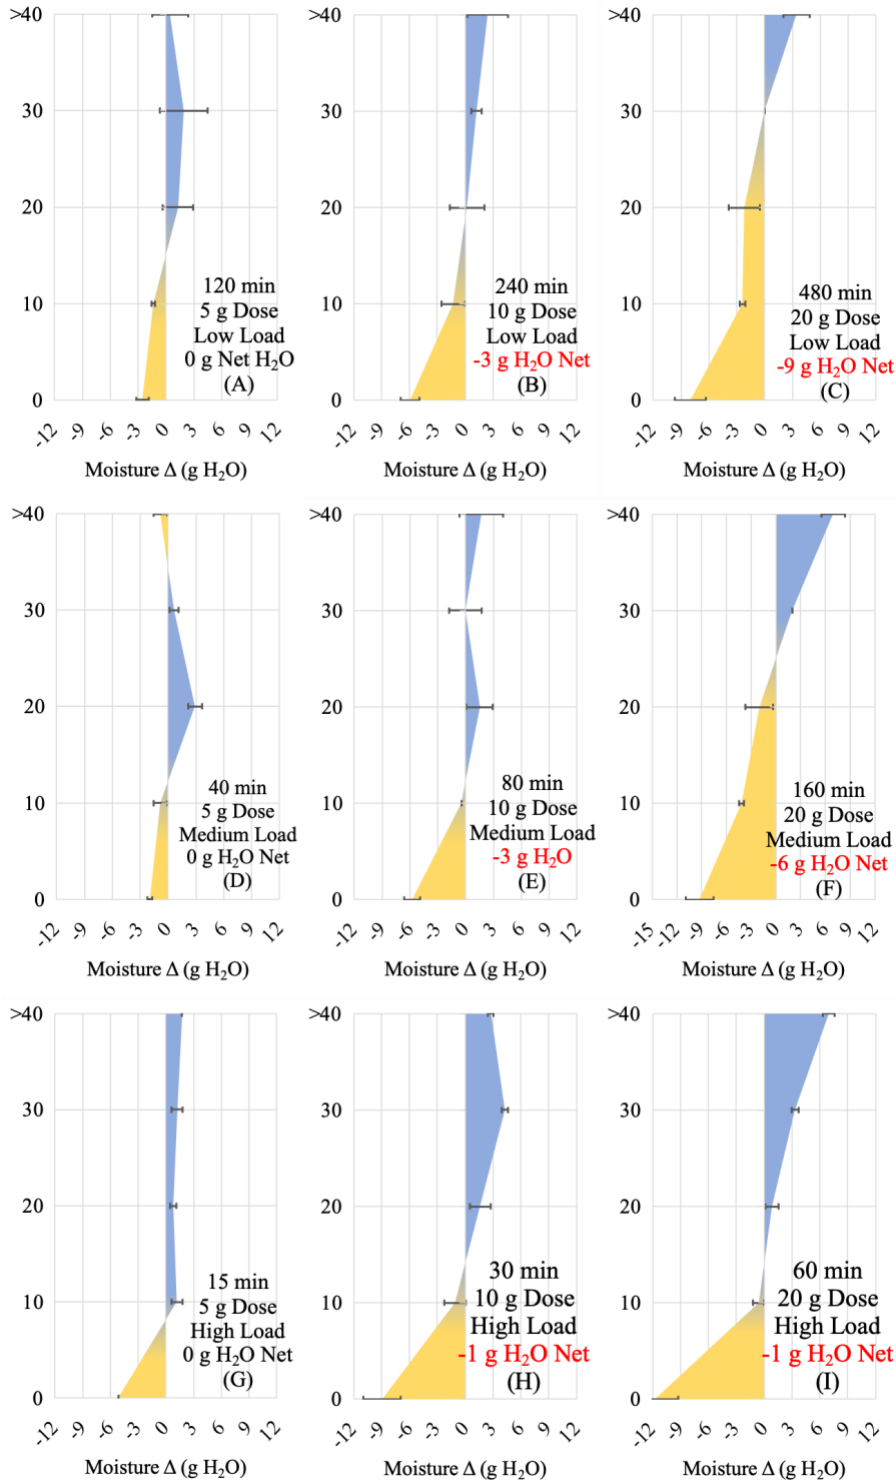 >40
30
20
10
0
120 min
5 g Dose
Low Load
0 g Net H₂O
(A)
-12 -9 -6 -3 0 3 6 9 12
Moisture Δ (g H₂O)
>40
30
20
10
0
240 min
10 g Dose
Low Load
-3 g H₂O Net
(B)
-12 -9 -6 -3 0 3 6 9 12
Moisture Δ (g H₂O)
>40
30
20
10
0
480 min
20 g Dose
Low Load
-9 g H₂O Net
(C)
-12 -9 -6 -3 0 3 6 9 12
Moisture Δ (g H₂O)
>40
30
20
10
0
40 min
5 g Dose
Medium Load
0 g H₂O Net
(D)
-12 -9 -6 -3 0 3 6 9 12
Moisture Δ (g H₂O)
>40
30
20
10
0
80 min
10 g Dose
Medium Load
-3 g H₂O
(E)
-12 -9 -6 -3 0 3 6 9 12
Moisture Δ (g H₂O)
>40
30
20
10
0
160 min
20 g Dose
Medium Load
-6 g H₂O Net
(F)
-15 -12 -9 -6 -3 0 3 6 9 12
Moisture Δ (g H₂O)
>40
30
20
10
0
15 min
5 g Dose
High Load
0 g H₂O Net
(G)
-12 -9 -6 -3 0 3 6 9 12
Moisture Δ (g H₂O)
>40
30
20
10
0
30 min
10 g Dose
High Load
-1 g H₂O Net
(H)
-12 -9 -6 -3 0 3 6 9 12
Moisture Δ (g H₂O)
>40
30
20
10
0
60 min
20 g Dose
High Load
-1 g H₂O Net
(I)
-12 -9 -6 -3 0 3 6 9 12
Moisture Δ (g H₂O)